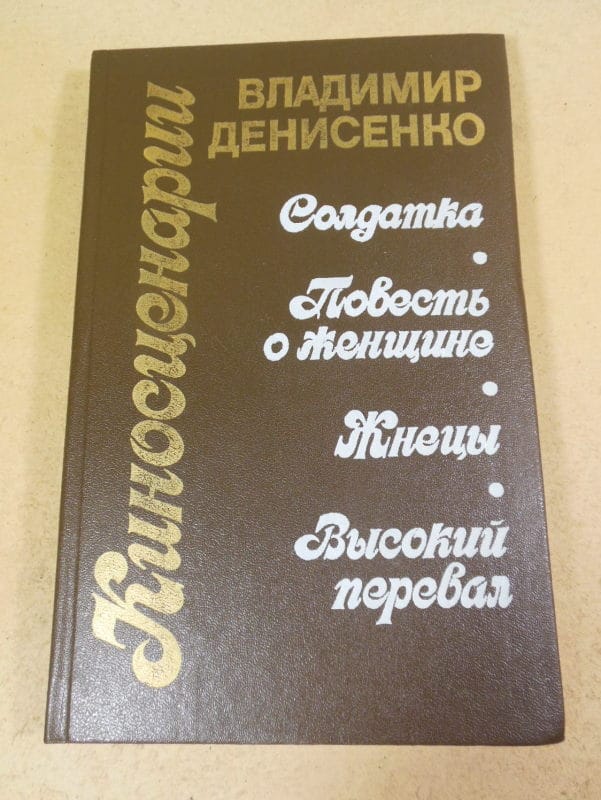 Киносценарии
ВЛАДИМИР
ДЕНИСЕНКО
Солдатка
•
Повесть
о женщине
•
Жнецы
•
Высокий
перевал